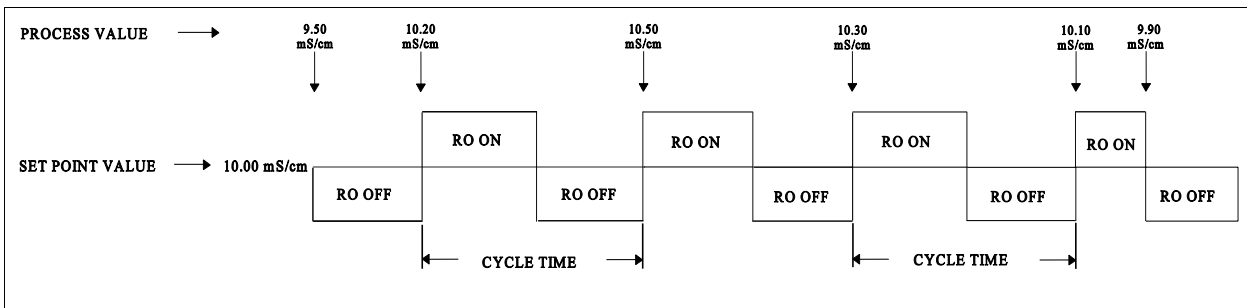 PROCESS VALUE
9.50
mS/cm
10.20
mS/cm
10.50
mS/cm
10.30
mS/cm
10.10
mS/cm
9.90
mS/cm
RO ON
RO ON
RO ON
RO ON
SET POINT VALUE
10.00 mS/cm
RO OFF
RO OFF
RO OFF
RO OFF
RO OFF
CYCLE TIME
CYCLE TIME